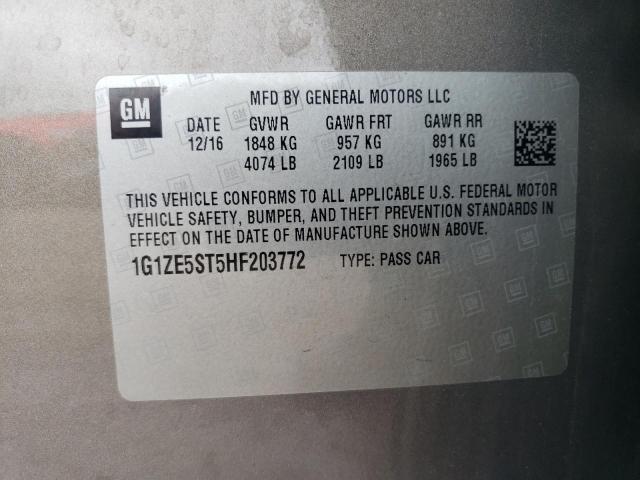 GM
MFD BY GENERAL MOTORS LLC
DATE GVWR GAWR FRT GAWR RR
12/16 1848 KG 957 KG 891 KG
4074 LB 2109 LB 1965 LB
THIS VEHICLE CONFORMS TO ALL APPLICABLE U.S. FEDERAL MOTOR
VEHICLE SAFETY, BUMPER, AND THEFT PREVENTION STANDARDS IN
EFFECT ON THE DATE OF MANUFACTURE SHOWN ABOVE.
1G1ZE5ST5HF203772 TYPE: PASS CAR